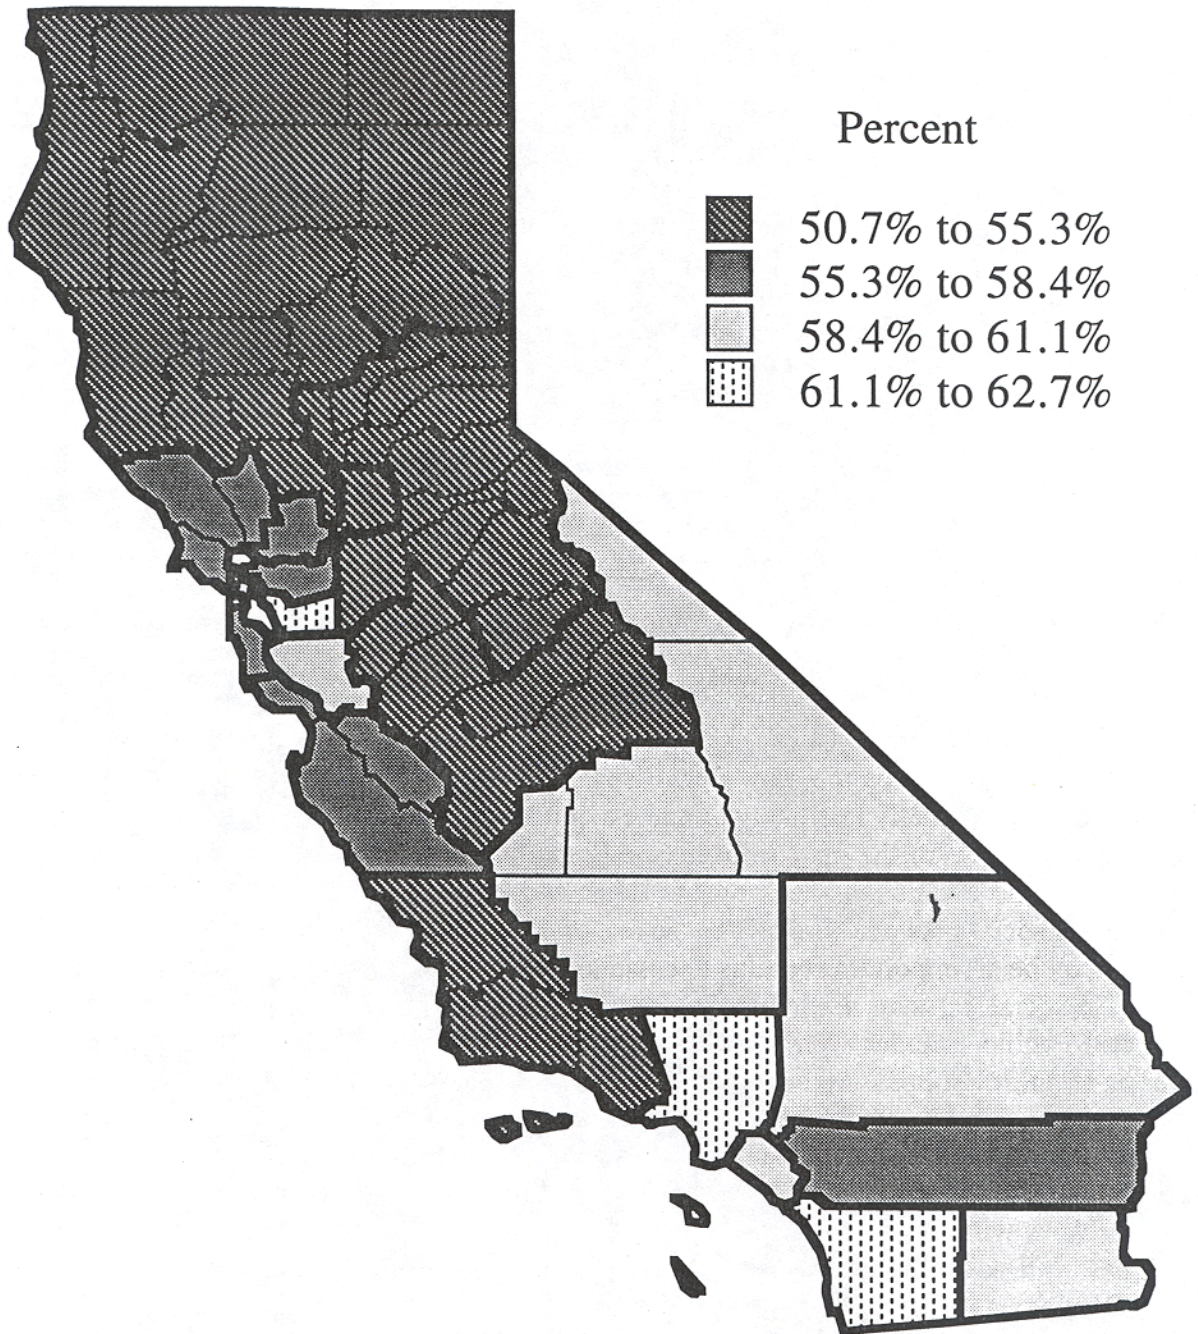 Percent
50.7% to 55.3%
55.3% to 58.4%
58.4% to 61.1%
61.1% to 62.7%